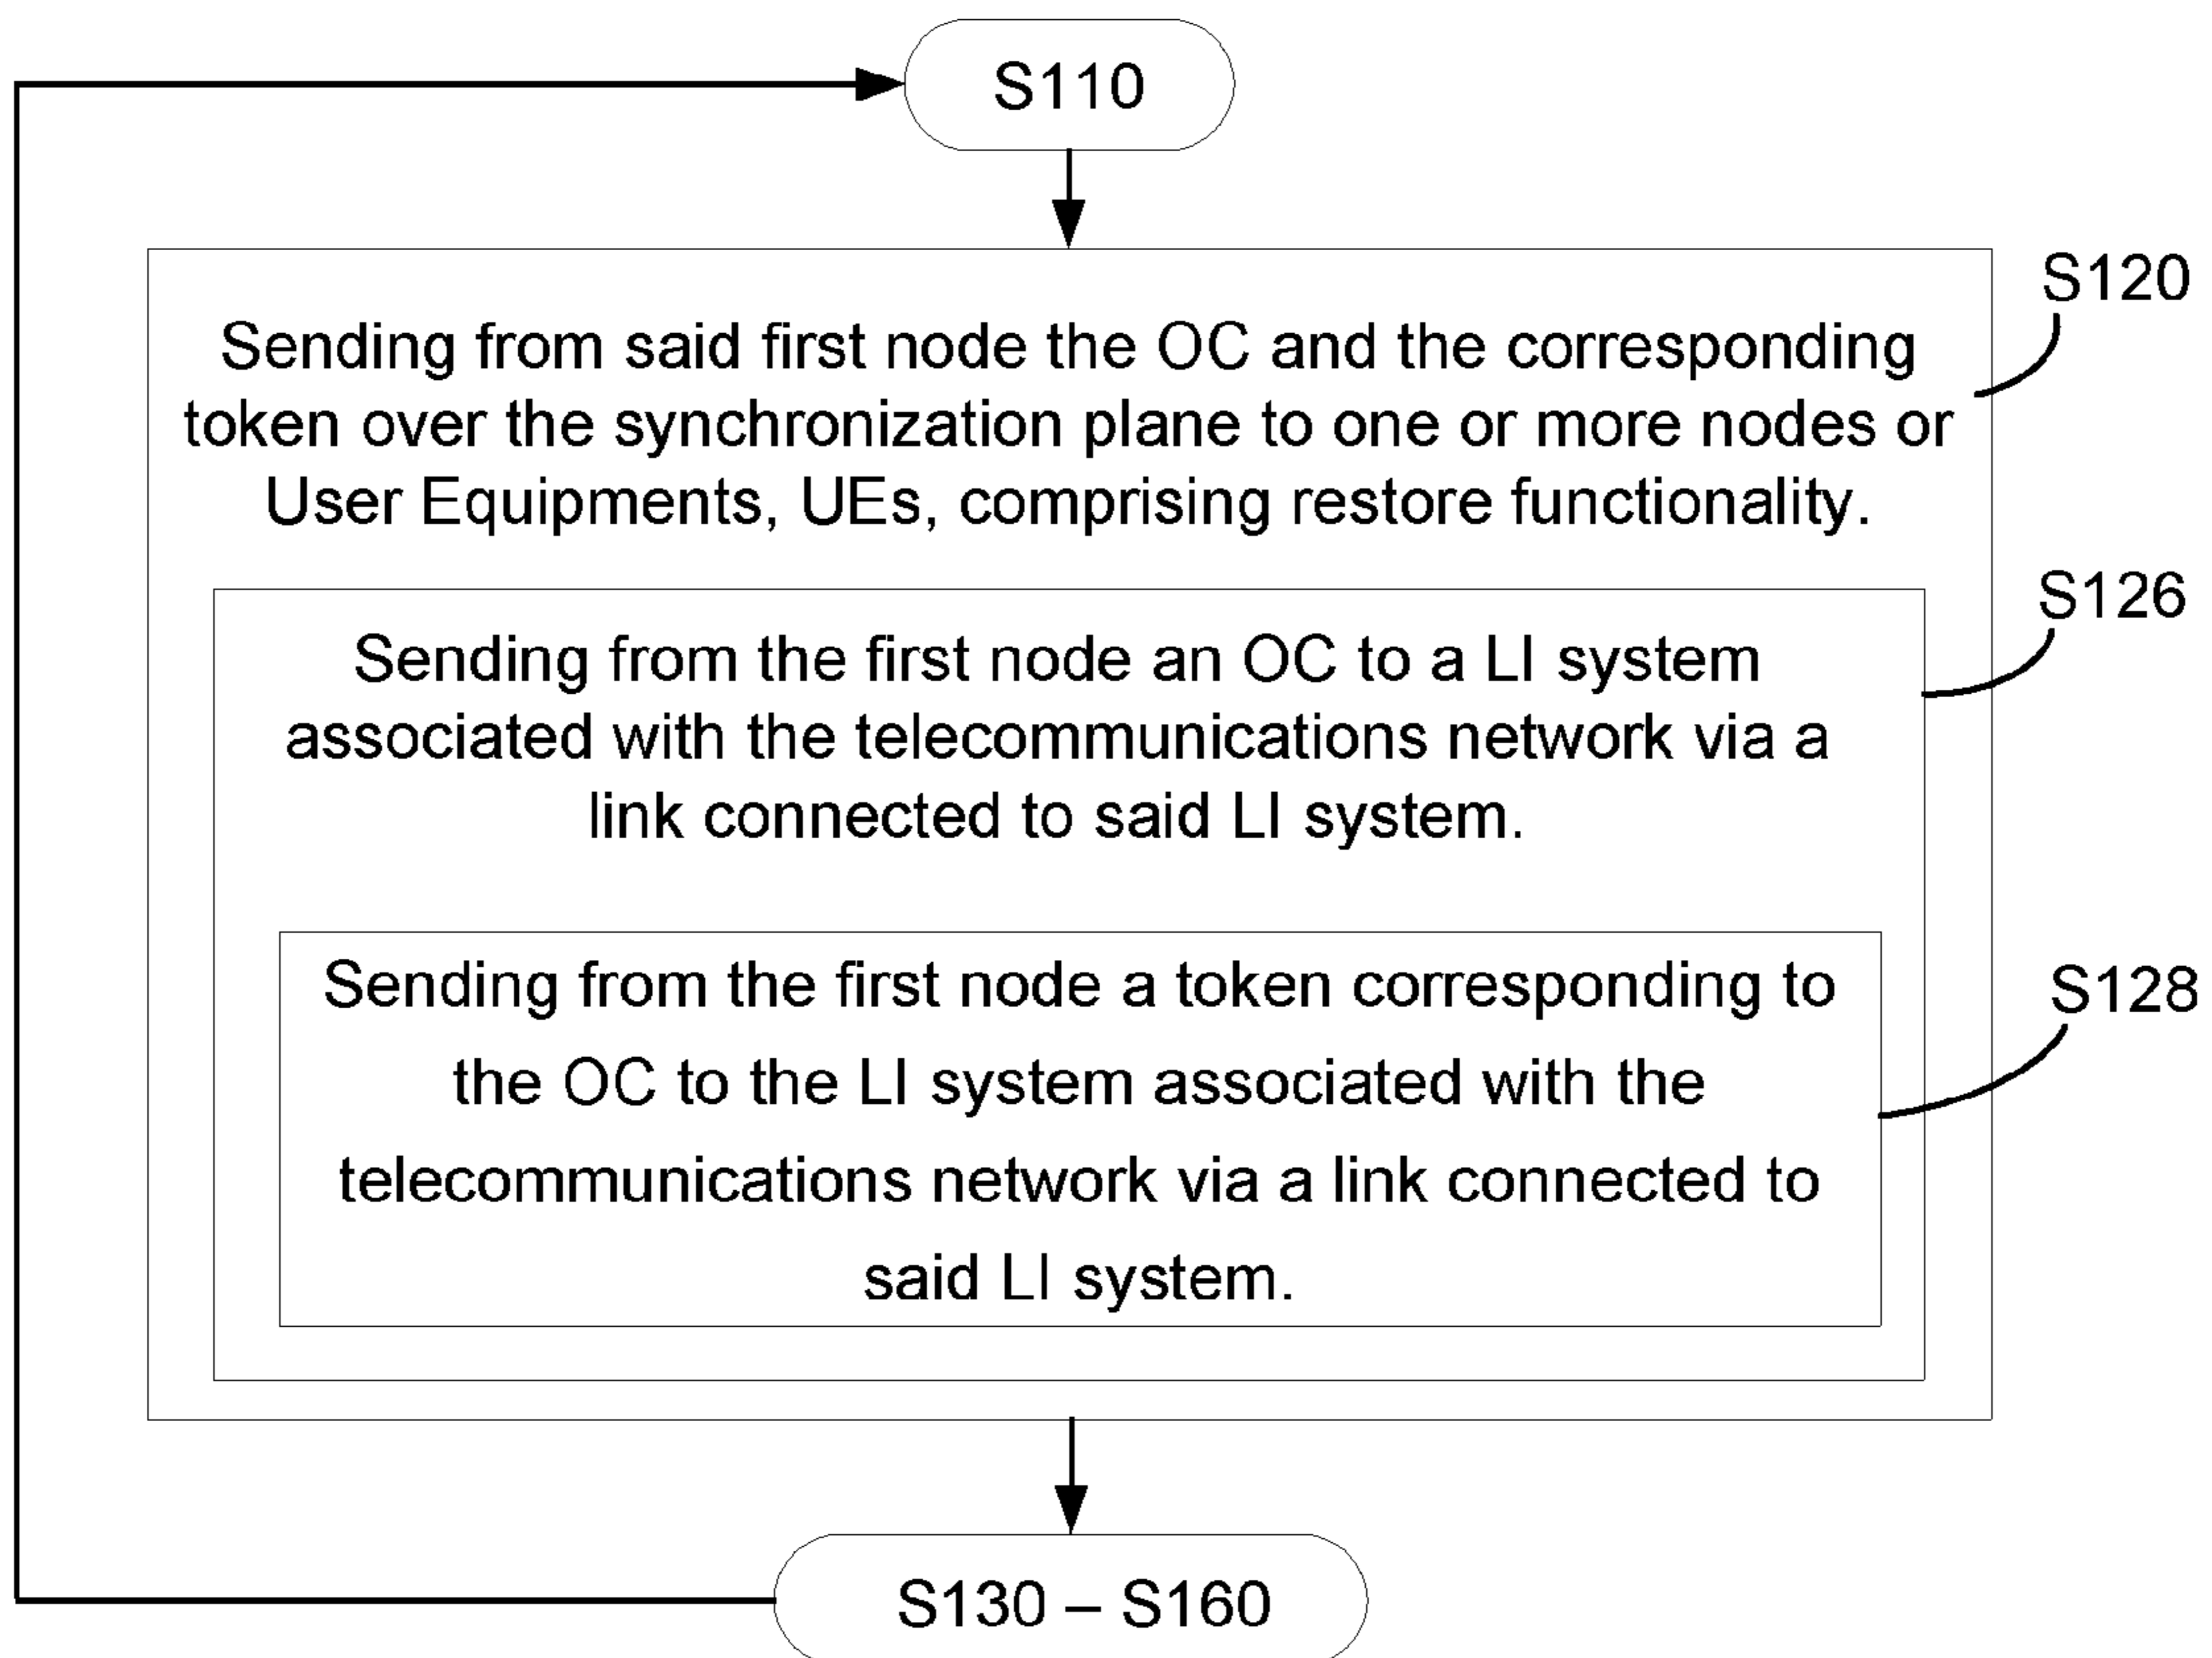 S110
S120
Sending from said first node the OC and the corresponding
token over the synchronization plane to one or more nodes or
User Equipments, UEs, comprising restore functionality.
S126
Sending from the first node an OC to a LI system
associated with the telecommunications network via a
link connected to said LI system.
S128
Sending from the first node a token corresponding to
the OC to the LI system associated with the
telecommunications network via a link connected to
said LI system.
S130 – S160